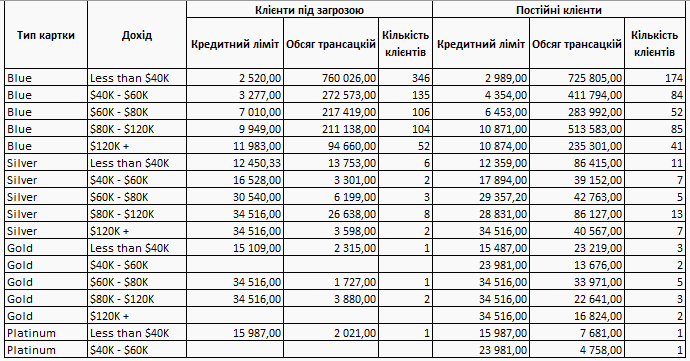 Тип картки Дохід Клієнти під загрозою Постійні клієнти
Кредитний ліміт Обсяг трансацкій Кількість клієнтів Кредитний ліміт Обсяг трансацкій Кількість клієнтів
Blue Less than $40K 2 520,00 760 026,00 346 2 989,00 725 805,00 174
Blue $40K - $60K 3 277,00 272 573,00 135 4 354,00 411 794,00 84
Blue $60K - $80K 7 010,00 217 419,00 106 6 453,00 283 992,00 52
Blue $80K - $120K 9 949,00 211 138,00 104 10 871,00 513 583,00 85
Blue $120K + 11 983,00 94 660,00 52 10 874,00 235 301,00 41
Silver Less than $40K 12 450,33 13 753,00 6 12 359,00 86 415,00 11
Silver $40K - $60K 16 528,00 3 301,00 2 17 894,00 39 152,00 7
Silver $60K - $80K 30 540,00 6 199,00 3 29 357,20 42 763,00 5
Silver $80K - $120K 34 516,00 26 638,00 8 28 831,00 86 127,00 13
Silver $120K + 34 516,00 3 598,00 2 34 516,00 40 567,00 7
Gold Less than $40K 15 109,00 2 315,00 1 15 487,00 23 219,00 3
Gold $40K - $60K 23 981,00 13 676,00 2
Gold $60K - $80K 34 516,00 1 727,00 1 34 516,00 33 971,00 5
Gold $80K - $120K 34 516,00 3 880,00 2 34 516,00 22 641,00 3
Gold $120K + 34 516,00 16 824,00 2
Platinum Less than $40K 15 987,00 2 021,00 1 15 987,00 7 681,00 1
Platinum $40K - $60K 23 981,00 4 758,00 1